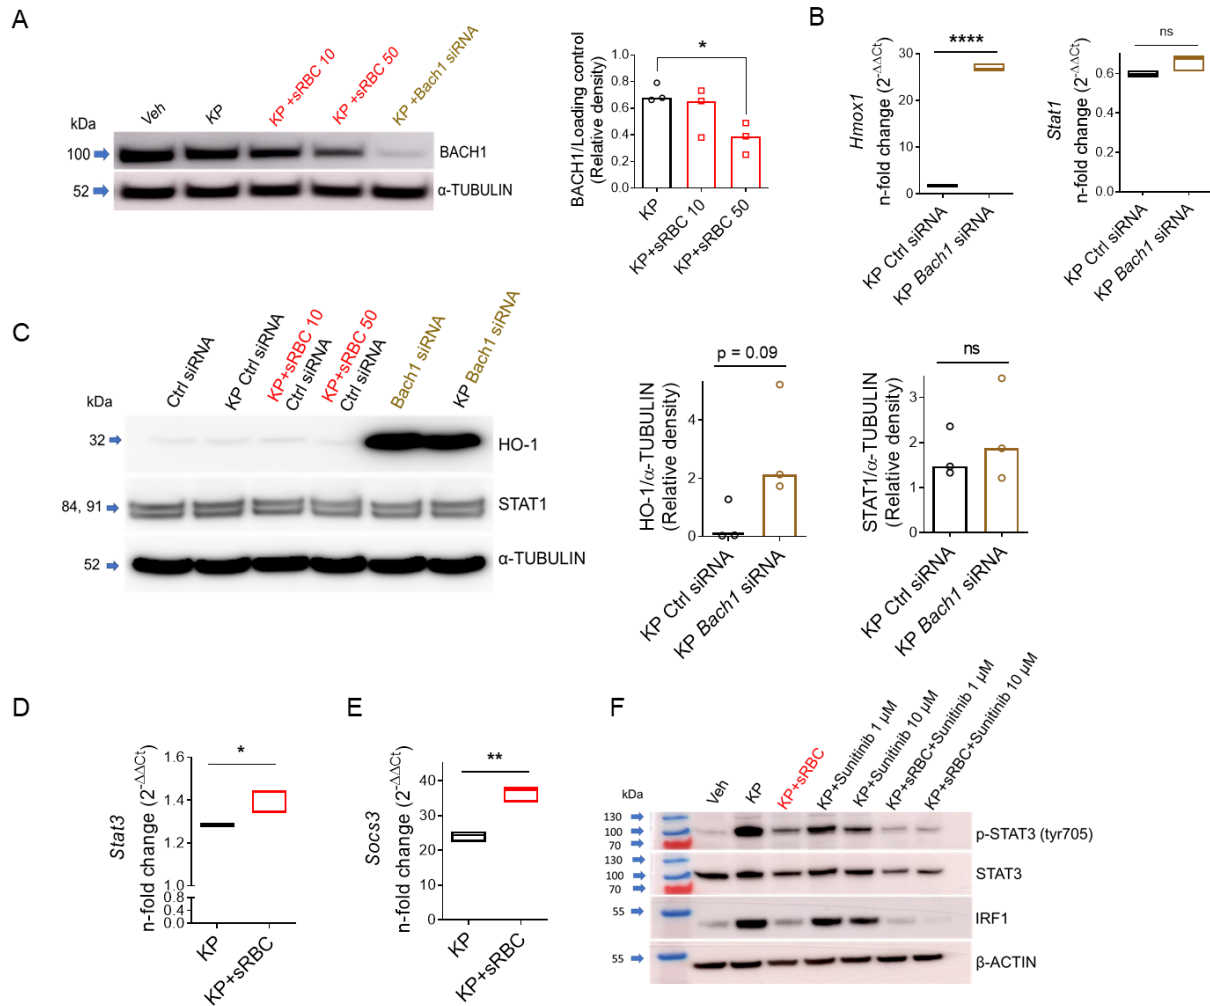 A
Veh
KP
KP +sRBC 10
KP +sRBC 50
KP +Bach1 siRNA
kDa
100
BACH1
52
α-TUBULIN
BACH1/Loading control
(Relative density)
1.0
0.8
0.6
0.4
0.2
0.0
*
KP
KP+sRBC 10
KP+sRBC 50
B
Hmox1
n-fold change (2-ΔΔCt)
30
15
0
****
KP Ctrl siRNA
KP Bach1 siRNA
Stat1
n-fold change (2-ΔΔCt)
0.6
0.3
0.0
ns
KP Ctrl siRNA
KP Bach1 siRNA
C
Ctrl siRNA
KP Ctrl siRNA
KP+sRBC 10
Ctrl siRNA
KP+sRBC 50
Ctrl siRNA
Bach1 siRNA
KP Bach1 siRNA
kDa
32
HO-1
84, 91
STAT1
52
α-TUBULIN
HO-1/α-TUBULIN
(Relative density)
4
2
0
p = 0.09
KP Ctrl siRNA
KP Bach1 siRNA
STAT1/α-TUBULIN
(Relative density)
3
2
1
0
ns
KP Ctrl siRNA
KP Bach1 siRNA
D
Stat3
n-fold change (2-ΔΔCt)
1.6
1.4
1.2
1.0
0.8
0.4
0.0
*
KP
KP+sRBC
E
Socs3
n-fold change (2-ΔΔCt)
40
30
20
10
0
**
KP
KP+sRBC
F
Veh
KP
KP+sRBC
KP+Sunitinib 1 μM
KP+Sunitinib 10 μM
KP+sRBC+Sunitinib 1 μM
KP+sRBC+Sunitinib 10 μM
kDa
130
100
70
p-STAT3 (tyr705)
130
100
70
STAT3
55
IRF1
55
β-ACTIN